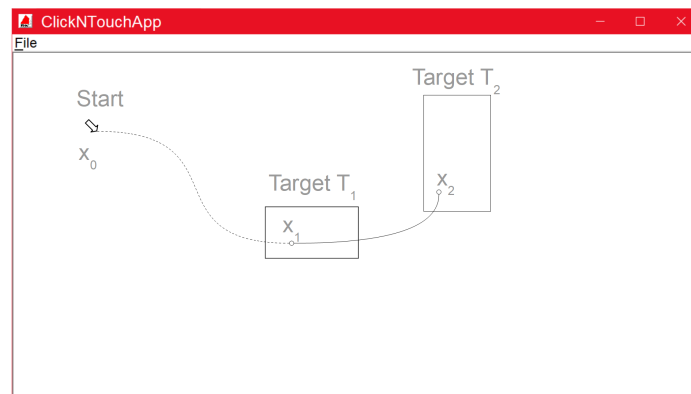 ClickNTouchApp
File
Target T2
Start
x0
Target T1
x2
x1